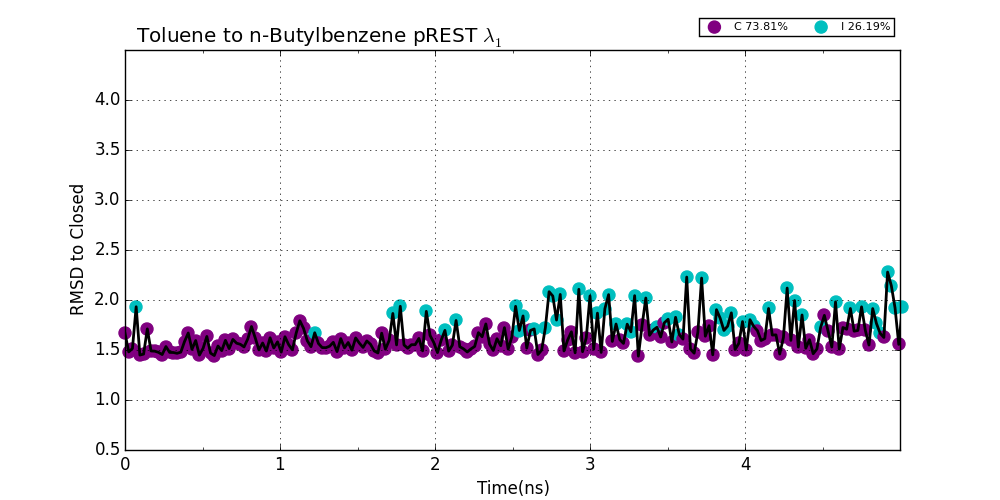 Toluene to n-Butylbenzene pREST λ₁
C 73.81% I 26.19%
4.0
3.5
3.0
2.5
2.0
1.5
1.0
0.5
RMSD to Closed
0 1 2 3 4
Time(ns)